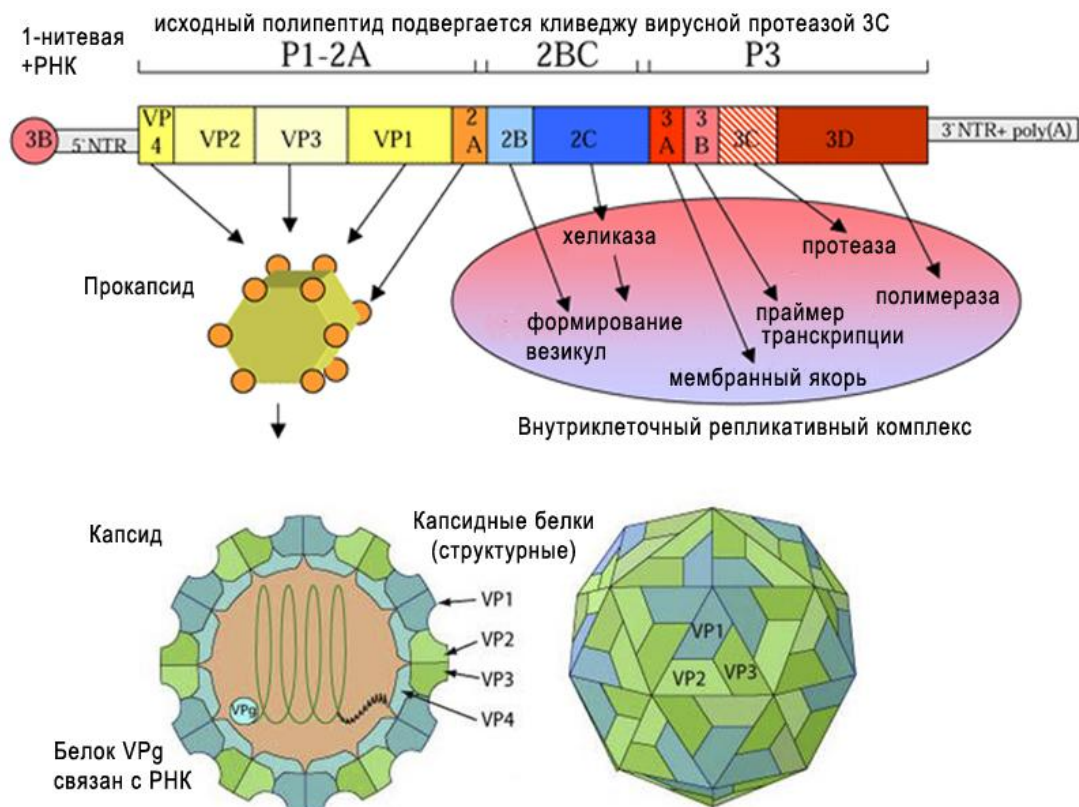 исходный полипептид подвергается кливеджу вирусной протеазой 3C
1-нитевая
+РНК
P1-2A
2BC
P3
3B
5`NTR
VP
4
VP2
VP3
VP1
2
A
2B
2C
3
A
3
B
3C
3D
3`NTR+ poly(A)
хеликаза
протеаза
Прокапсид
полимераза
формирование
везикул
праймер
транскрипции
мембранный якорь
Внутриклеточный репликативный комплекс
Капсид
Капсидные белки
(структурные)
VP1
VP2
VP3
VP4
VPg
VP1
VP2
VP3
Белок VPg
связан с РНК